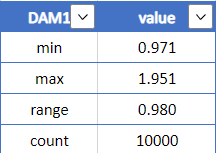 DAM1 value
min 0.971
max 1.951
range 0.980
count 10000